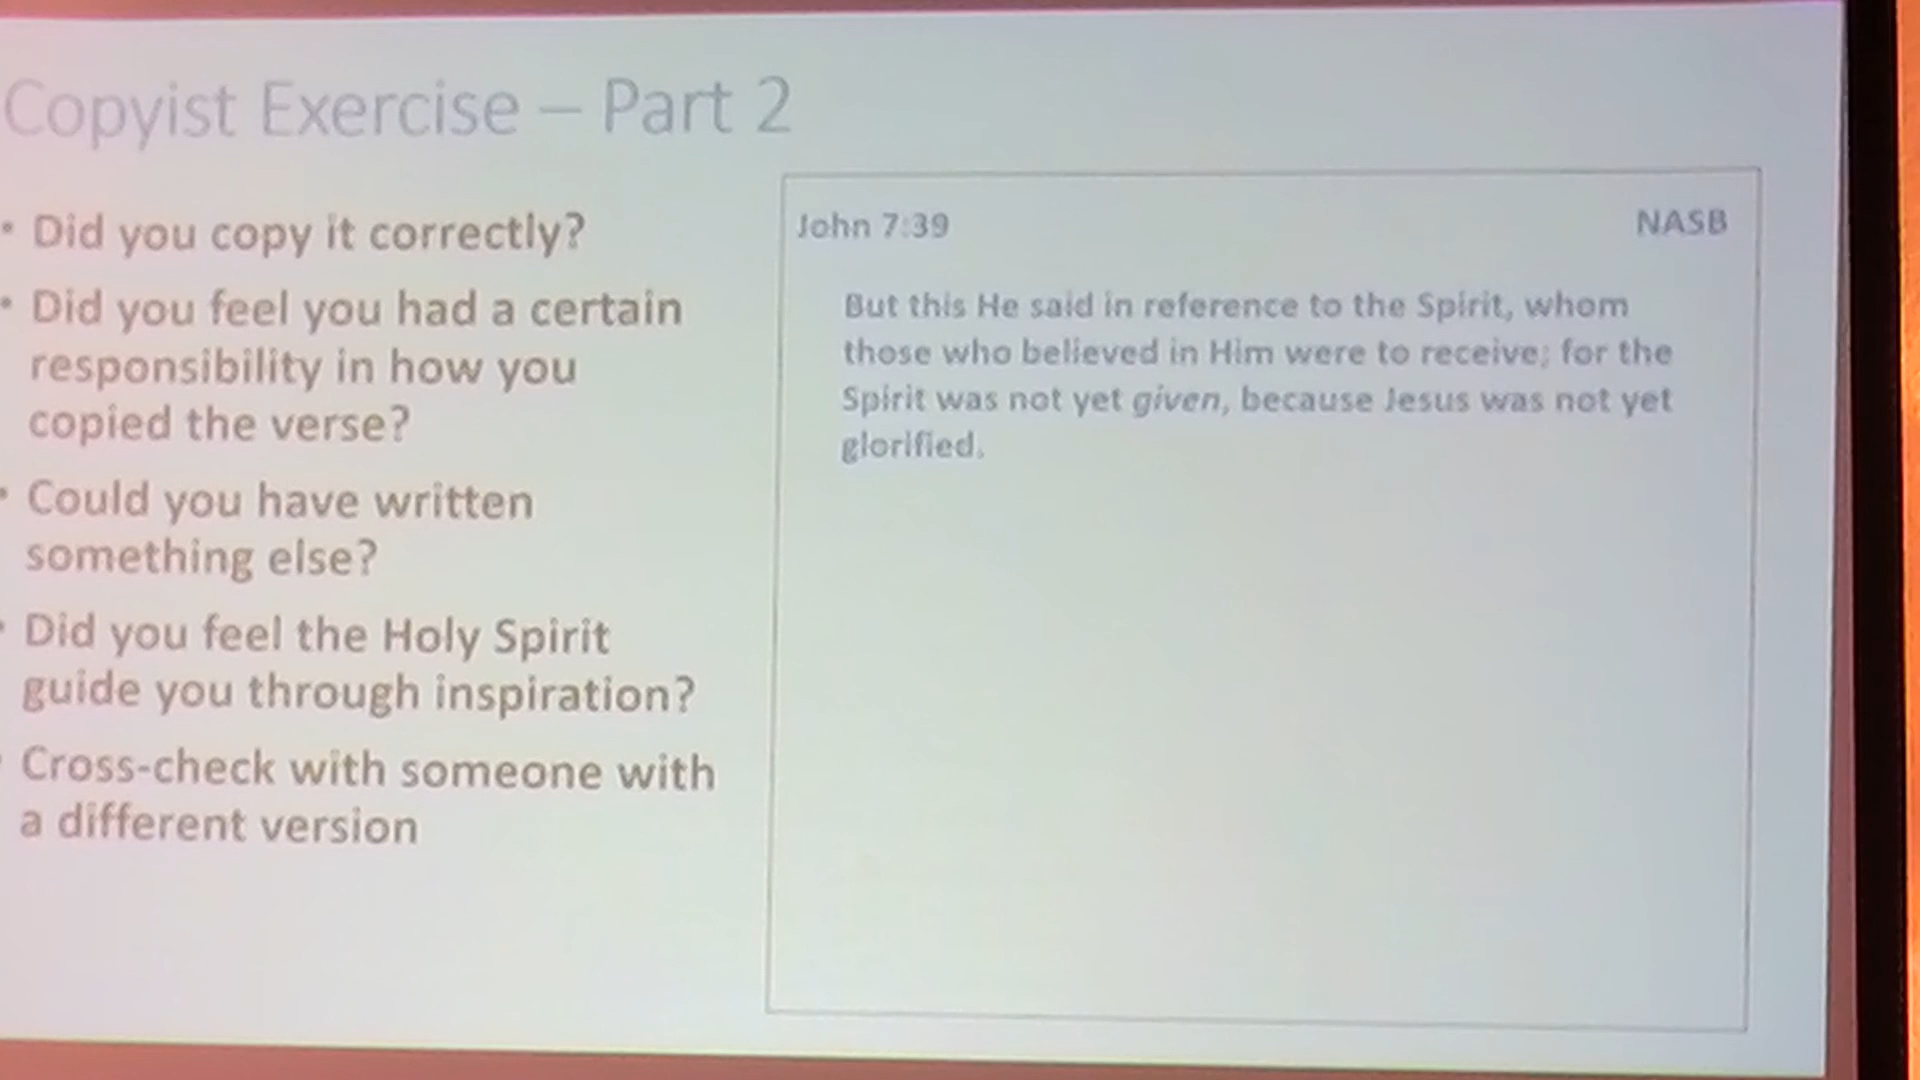 Copyist Exercise – Part 2
• Did you copy it correctly?
• Did you feel you had a certain
responsibility in how you
copied the verse?
• Could you have written
something else?
• Did you feel the Holy Spirit
guide you through inspiration?
• Cross-check with someone with
a different version
John 7:39 NASB
But this He said in reference to the Spirit, whom
those who believed in Him were to receive; for the
Spirit was not yet given, because Jesus was not yet
glorified.